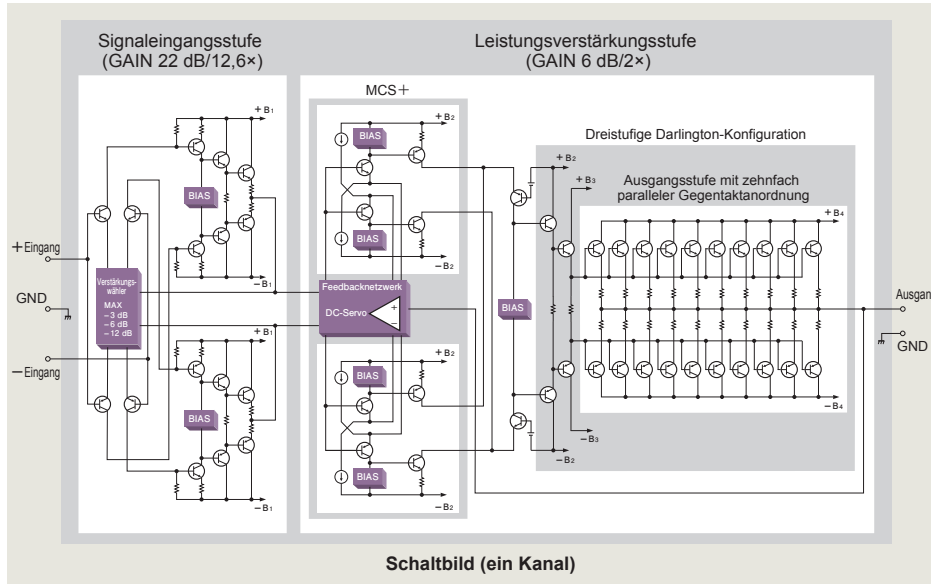 Signaleingangsstufe
(GAIN 22 dB/12,6×)
Leistungsverstärkungsstufe
(GAIN 6 dB/2×)
MCS+
+B1
+B2
BIAS
Dreistufige Darlington-Konfiguration
+B2
+B3
Ausgangsstufe mit zehnfach
paralleler Gegentaktanordnung
+B4
BIAS
BIAS
+Eingang
−B1
−B2
Verstärkungs-
wähler
MAX
−3 dB
−6 dB
−12 dB
Feedbacknetzwerk
DC-Servo
+
BIAS
Ausgan
GND
GND
−Eingang
+B1
+B2
BIAS
BIAS
−B4
−B3
−B2
BIAS
−B1
−B2
Schaltbild (ein Kanal)